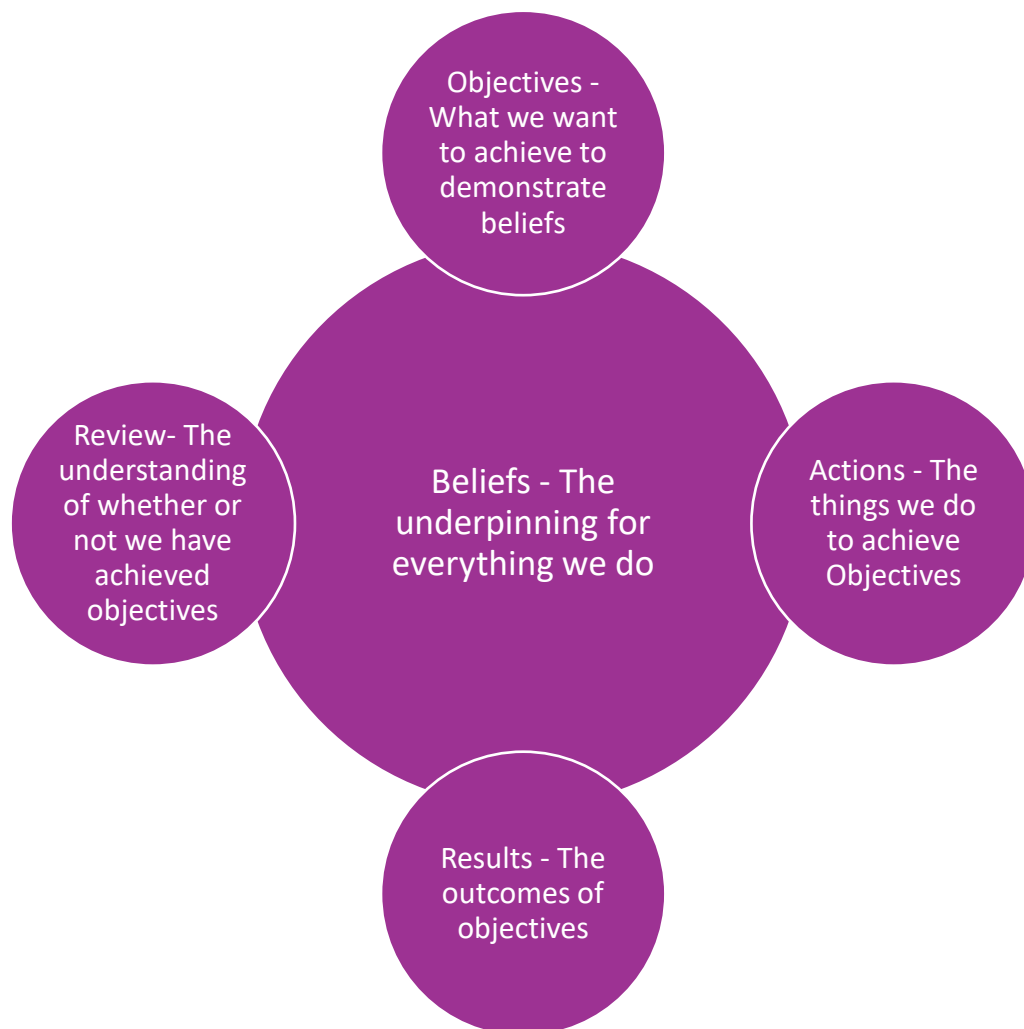 Objectives -
What we want
to achieve to
demonstrate
beliefs
Review- The
understanding
of whether or
not we have
achieved
objectives
Beliefs - The
underpinning for
everything we do
Actions - The
things we do
to achieve
Objectives
Results - The
outcomes of
objectives